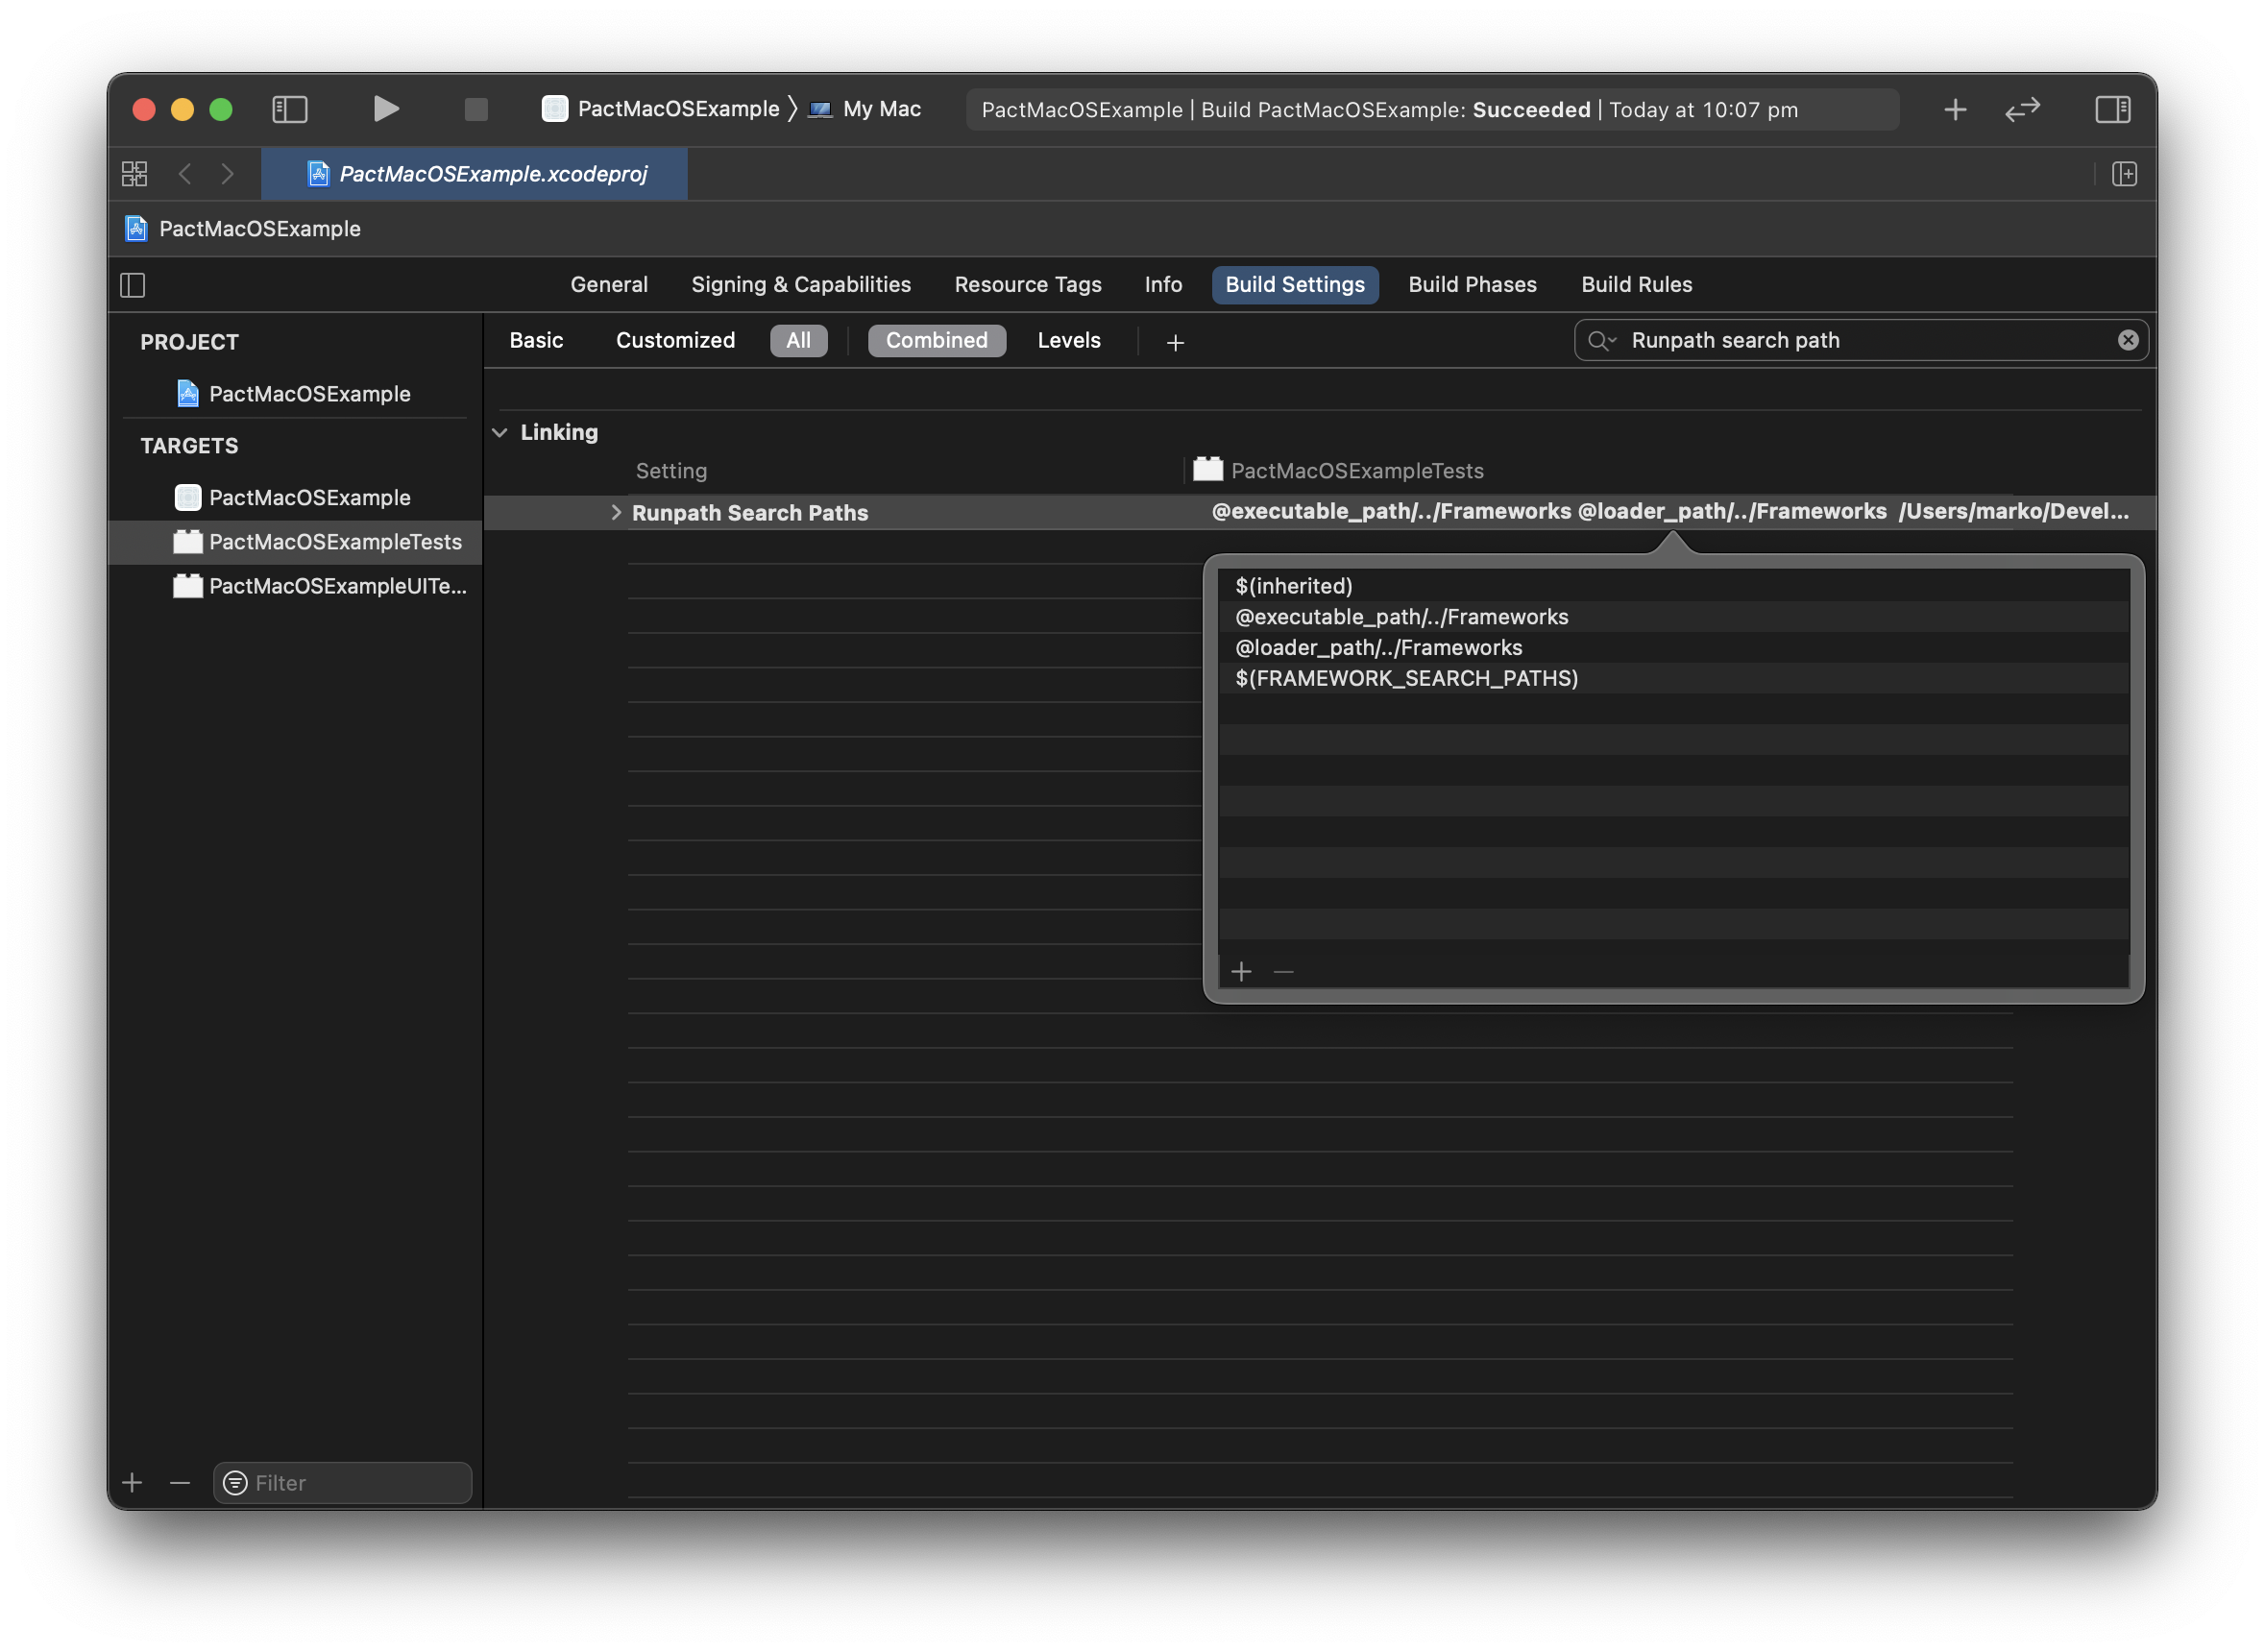 PactMacOSExample 〉 My Mac
PactMacOSExample | Build PactMacOSExample: Succeeded | Today at 10:07 pm
PactMacOSExample.xcodeproj
PactMacOSExample
General Signing & Capabilities Resource Tags Info Build Settings Build Phases Build Rules
PROJECT
PactMacOSExample
TARGETS
PactMacOSExample
PactMacOSExampleTests
PactMacOSExampleUITe...
Filter
Basic Customized All Combined Levels
Runpath search path
Linking
Setting PactMacOSExampleTests
Runpath Search Paths @executable_path/../Frameworks @loader_path/../Frameworks /Users/marko/Devel...
$(inherited)
@executable_path/../Frameworks
@loader_path/../Frameworks
$(FRAMEWORK_SEARCH_PATHS)